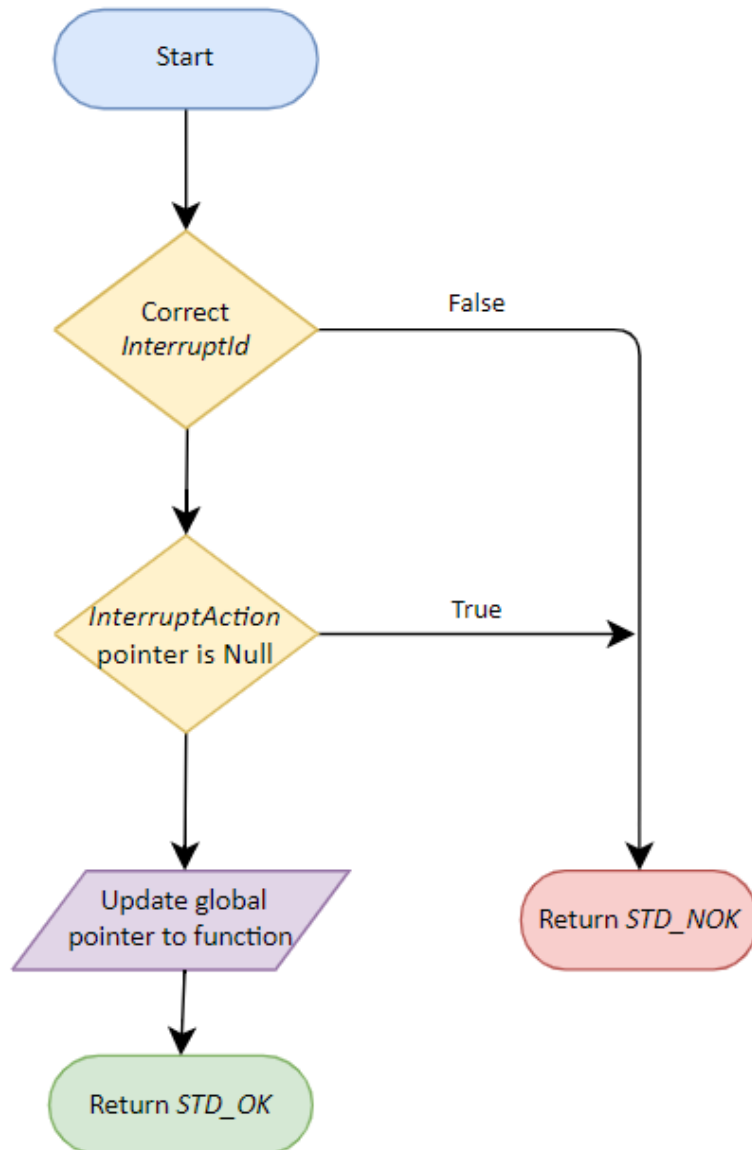 Start
Correct
InterruptId
False
InterruptAction
pointer is Null
True
Update global
pointer to function
Return STD_NOK
Return STD_OK